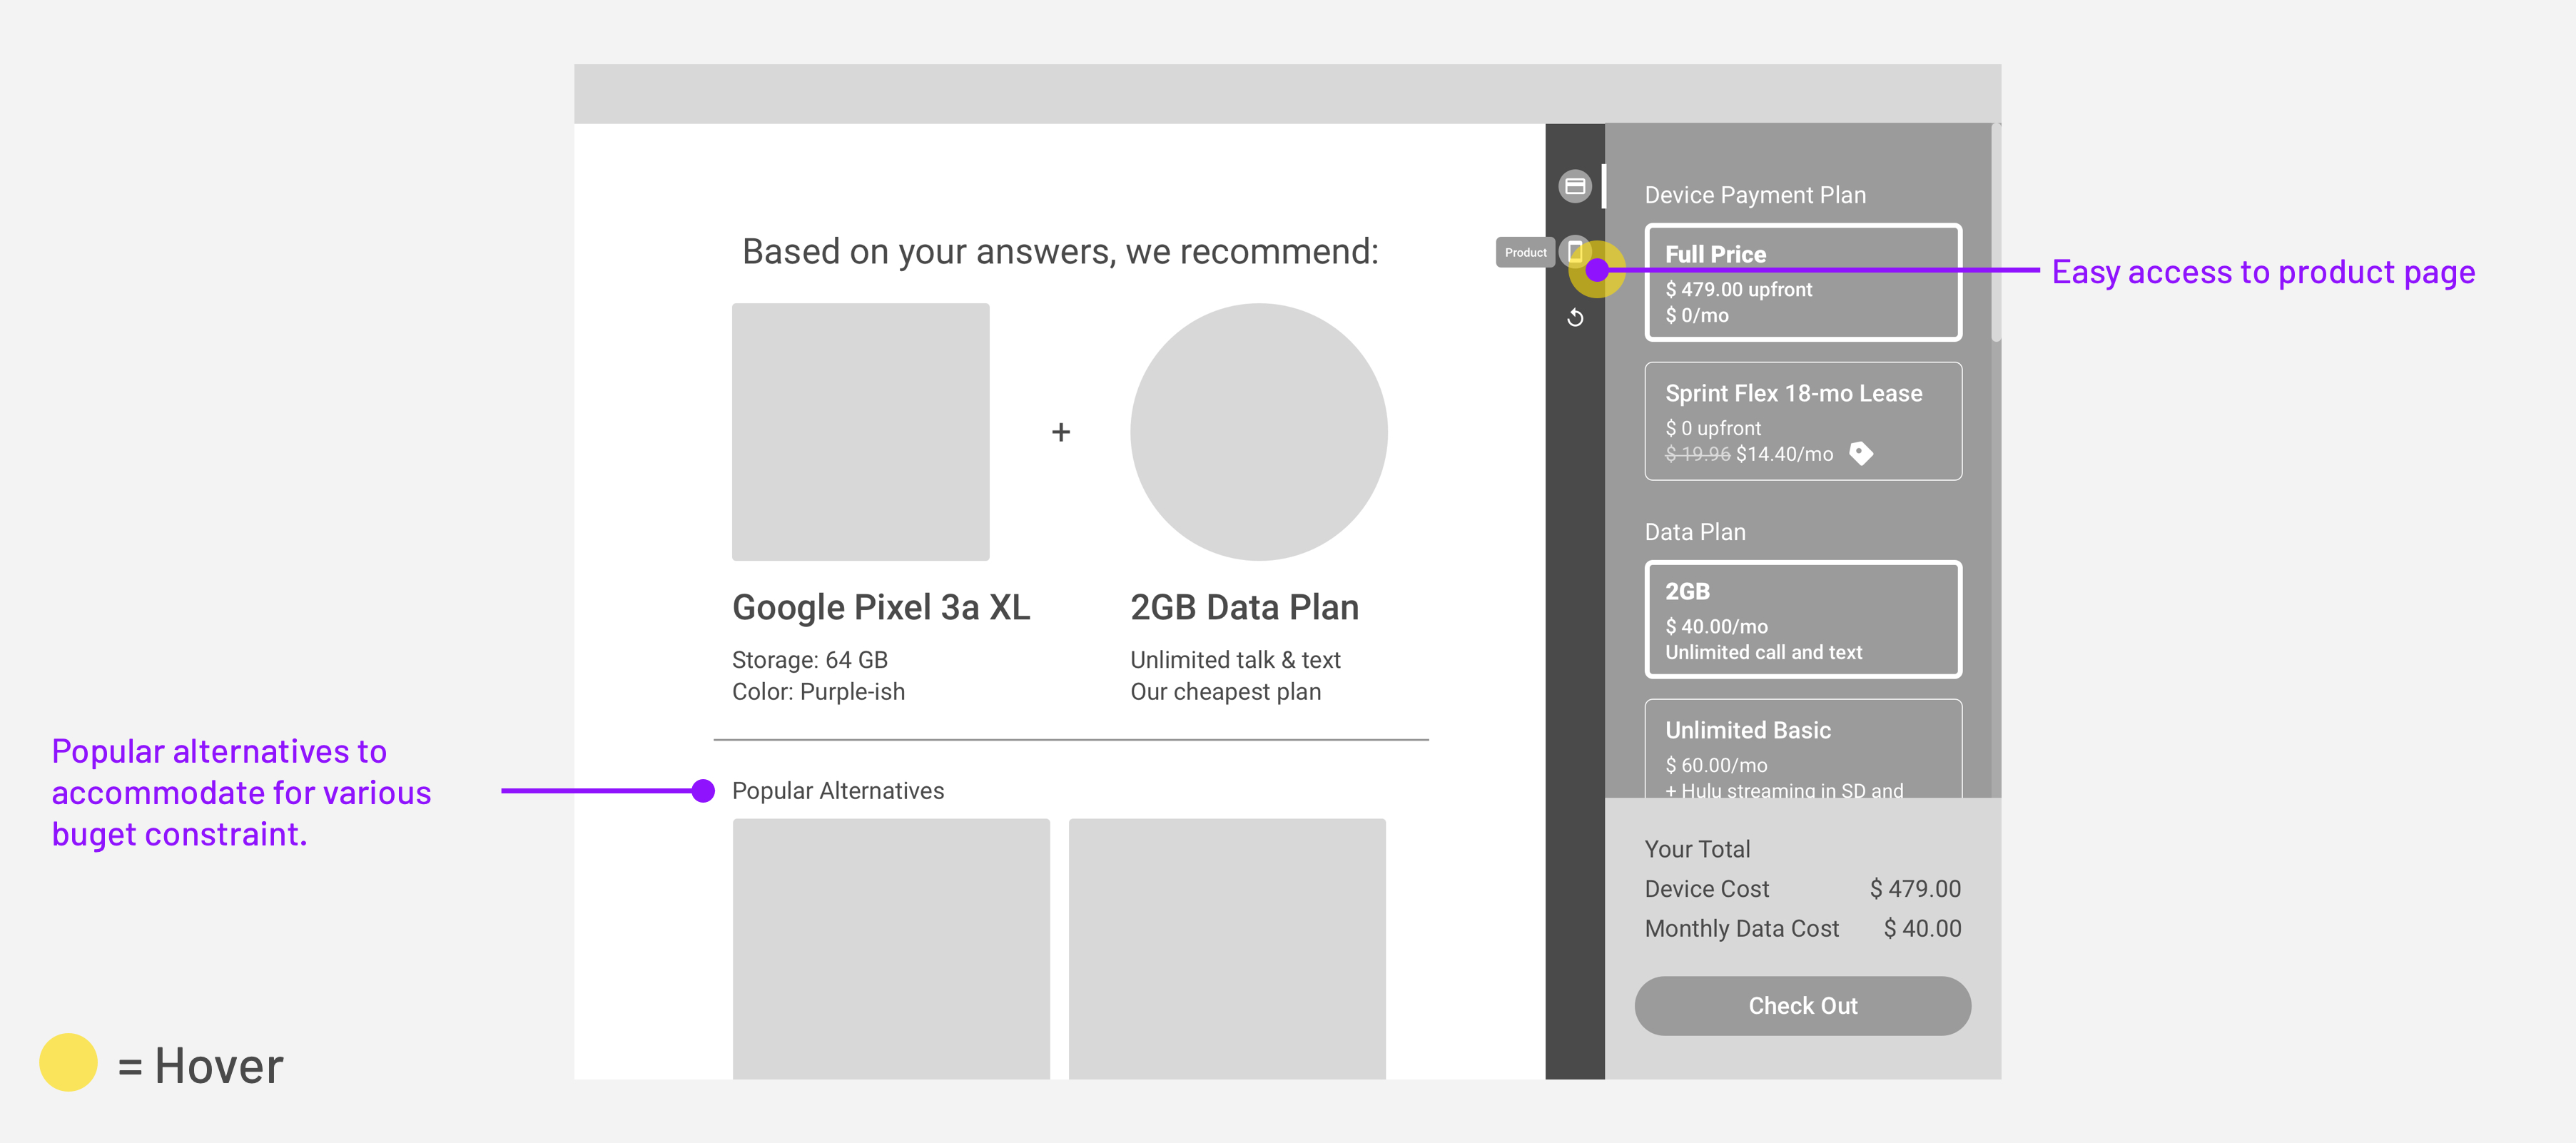 Based on your answers, we recommend:
+
Google Pixel 3a XL
Storage: 64 GB
Color: Purple-ish
2GB Data Plan
Unlimited talk & text
Our cheapest plan
Popular alternatives to
accommodate for various
buget constraint.
Popular Alternatives
Product
Device Payment Plan
Full Price
$ 479.00 upfront
$ 0/mo
Easy access to product page
Sprint Flex 18-mo Lease
$ 0 upfront
$ 19.96 $14.40/mo
Data Plan
2GB
$ 40.00/mo
Unlimited call and text
Unlimited Basic
$ 60.00/mo
+ Hulu streaming in SD and
Your Total
Device Cost $ 479.00
Monthly Data Cost $ 40.00
Check Out
= Hover